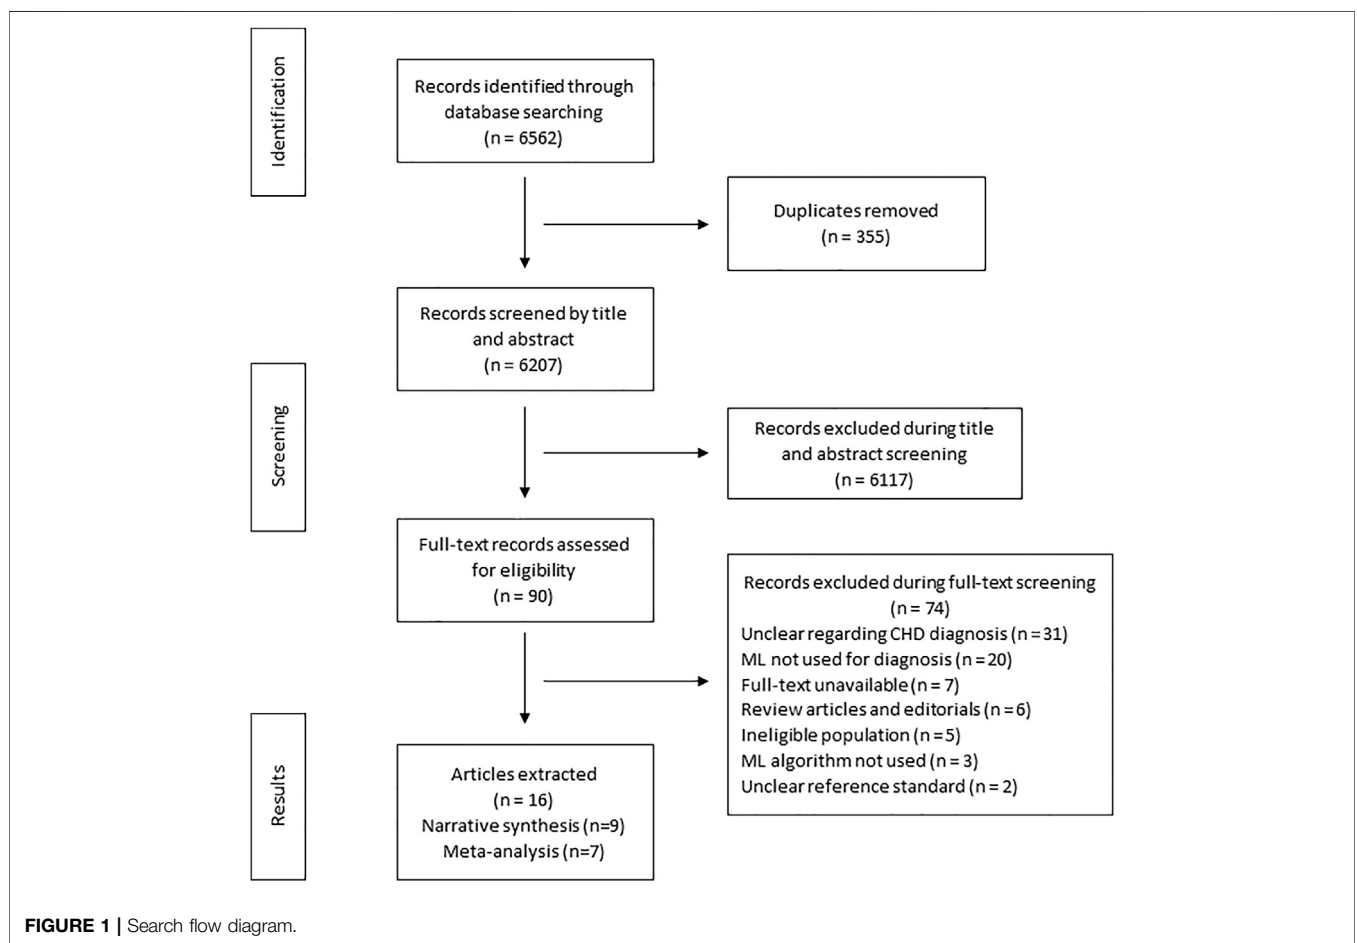 Identification
Records identified through
database searching
(n = 6562)
Duplicates removed
(n = 355)
Records screened by title
and abstract
(n = 6207)
Screening
Records excluded during title
and abstract screening
(n = 6117)
Full-text records assessed
for eligibility
(n = 90)
Records excluded during full-text screening
(n = 74)
Unclear regarding CHD diagnosis (n = 31)
ML not used for diagnosis (n = 20)
Full-text unavailable (n = 7)
Review articles and editorials (n = 6)
Ineligible population (n = 5)
ML algorithm not used (n = 3)
Unclear reference standard (n = 2)
Results
Articles extracted
(n = 16)
Narrative synthesis (n=9)
Meta-analysis (n=7)
FIGURE 1 | Search flow diagram.